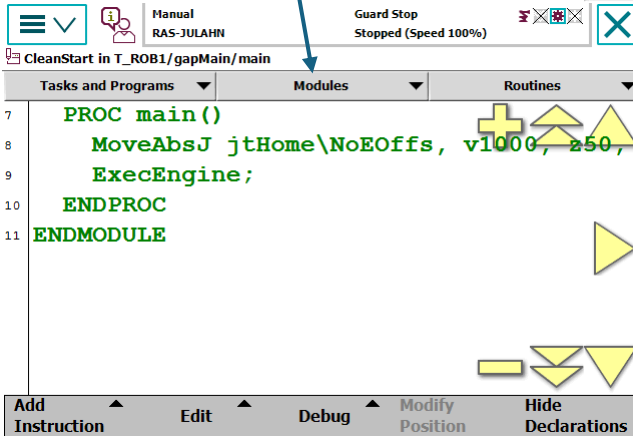 Manual
RAS-JULAHN
Guard Stop
Stopped (Speed 100%)
CleanStart in T_ROB1/gapMain/main
Tasks and Programs
Modules
Routines
7 PROC main()
8 MoveAbsJ jtHome\NoEOffs, v1000, z50,
9 ExecEngine;
10 ENDPROC
11 ENDMODULE
Add Instruction
Edit
Debug
Modify Position
Hide Declarations